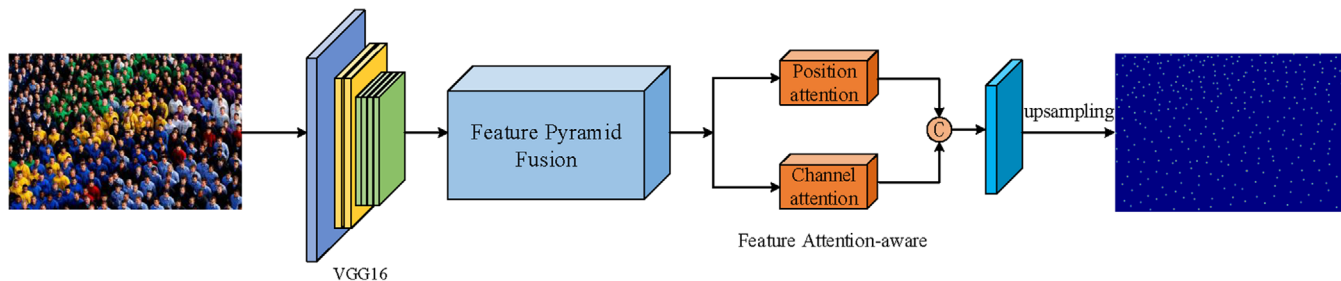 VGG16
Feature Pyramid
Fusion
Position
attention
Channel
attention
C
Feature Attention-aware
upsampling